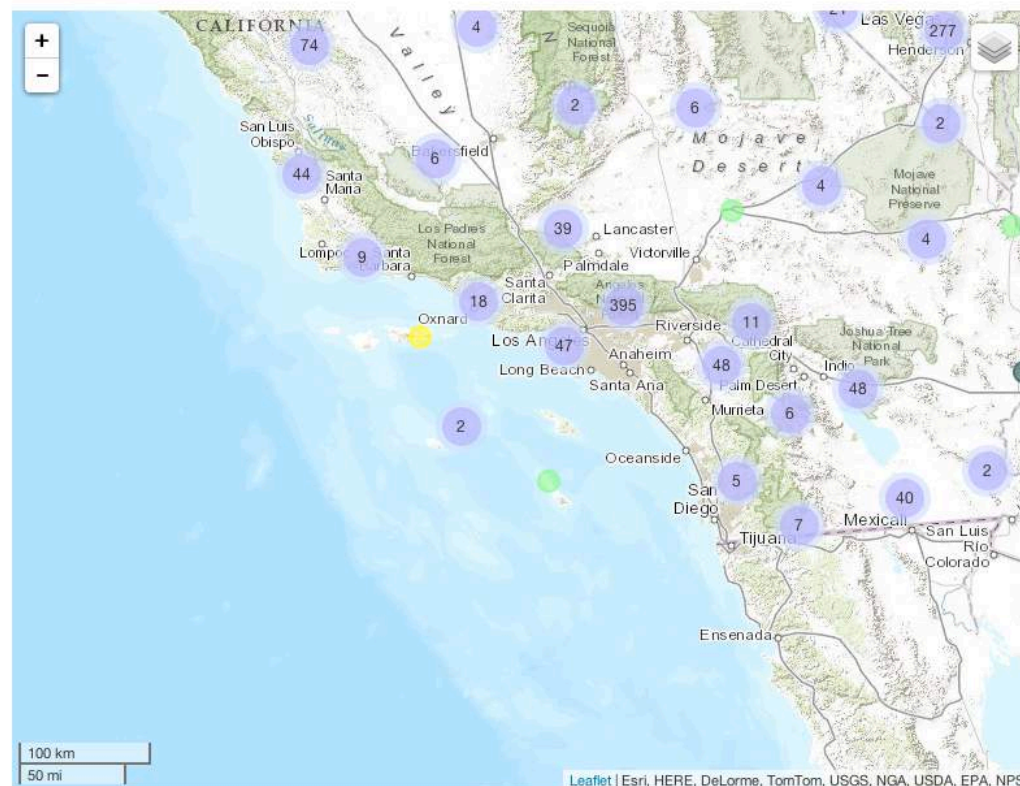 +
−
CALIFORNIA
74
4
Valley
Sequoia
National
Forest
Las Vegas
277
Henderson
2
6
2
Mojave
Desert
San Luis
Obispo
Salinas
44
Santa
Maria
Bakersfield
6
4
Mojave
National
Preserve
4
Los Padres
National
Forest
39
Lancaster
Palmdale
Victorville
Lompoc
9
Santa
Barbara
Santa
Clarita
18
Oxnard
395
Riverside
11
Joshua Tree
National
Park
Los Angeles
47
Anaheim
Long Beach
Santa Ana
48
Cathedral
City
Indio
Palm Desert
48
Murrieta
6
2
Oceanside
5
San
Diego
2
40
7
Mexicali
Tijuana
San Luis
Río
Colorado
Ensenada
100 km
50 mi
Leaflet | Esri, HERE, DeLorme, TomTom, USGS, NGA, USDA, EPA, NPS